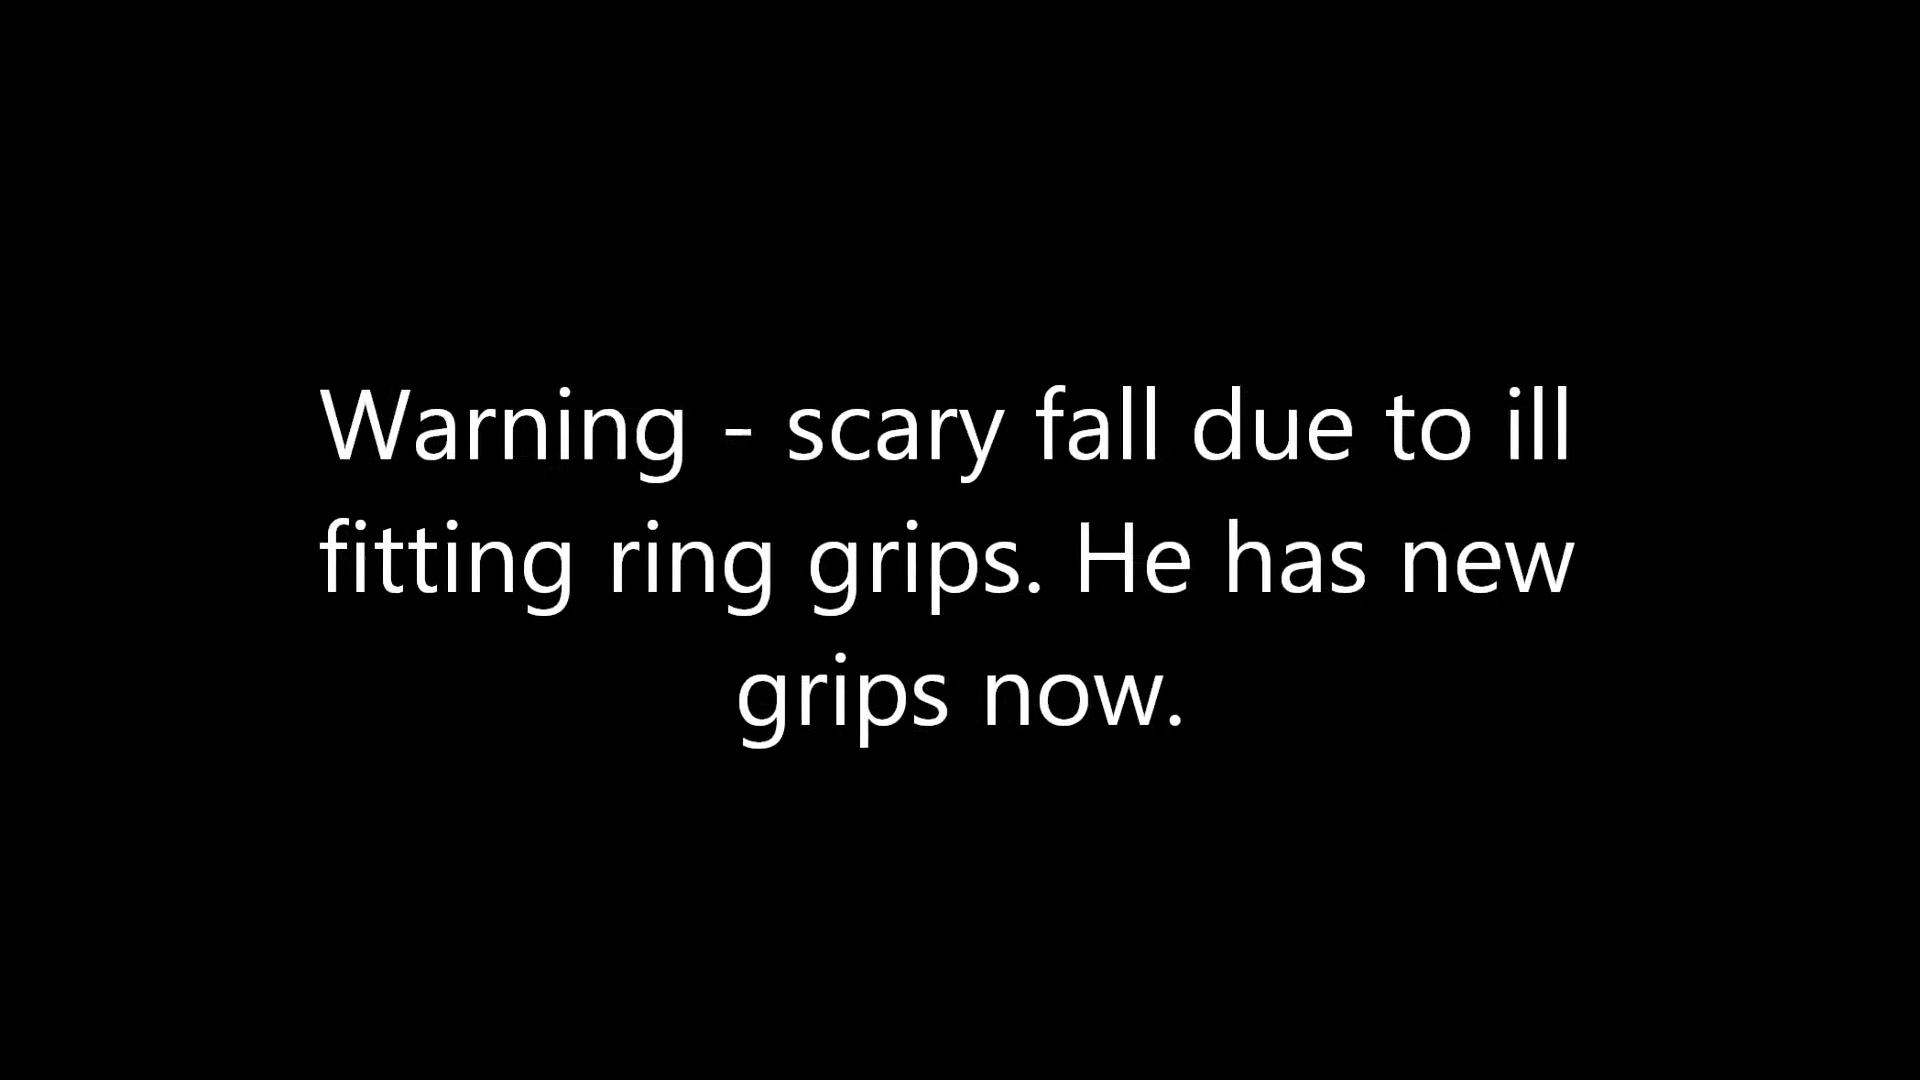 Warning - scary fall due to ill
fitting ring grips. He has new
grips now.